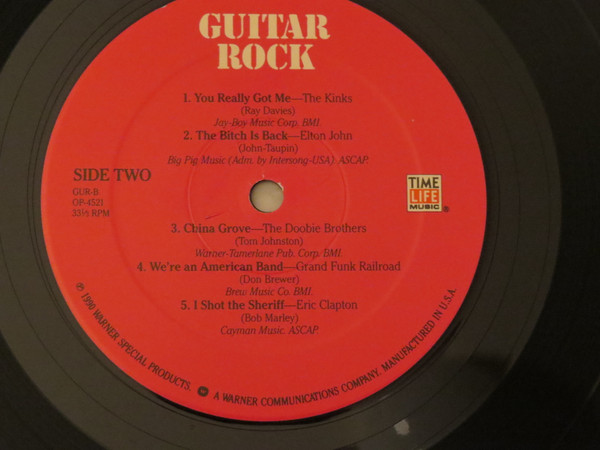 GUITAR
ROCK
1. You Really Got Me—The Kinks
(Ray Davies)
Jay-Boy Music Corp. BMI.
2. The Bitch Is Back—Elton John
(John-Taupin)
Big Pig Music (Adm. by Intersong-USA) ASCAP.
SIDE TWO
GUR-B
OP-4521
33⅓ RPM
TIME
LIFE
MUSIC
®
3. China Grove—The Doobie Brothers
(Tom Johnston)
Warner-Tamerlane Pub. Corp. BMI.
4. We're an American Band—Grand Funk Railroad
(Don Brewer)
Brew Music Co. BMI.
5. I Shot the Sheriff—Eric Clapton
(Bob Marley)
Cayman Music. ASCAP.
℗ 1990 WARNER SPECIAL PRODUCTS. A WARNER COMMUNICATIONS COMPANY. MANUFACTURED IN U.S.A.